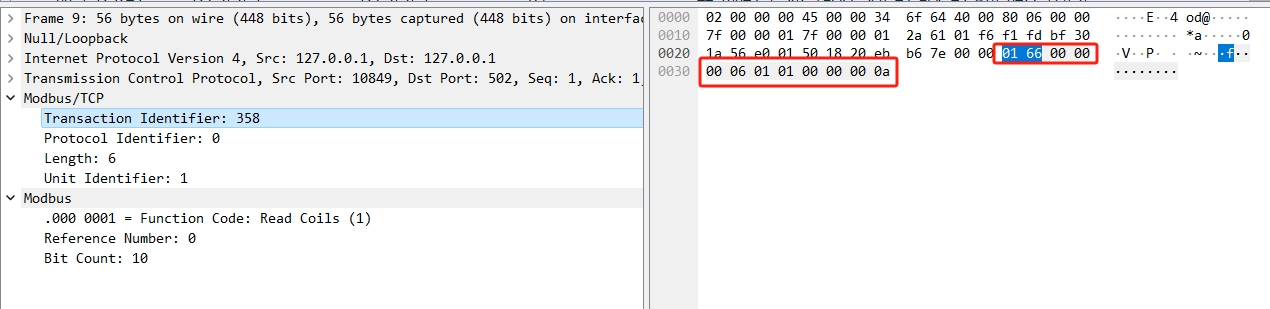 Frame 9: 56 bytes on wire (448 bits), 56 bytes captured (448 bits) on interfac
Null/Loopback
Internet Protocol Version 4, Src: 127.0.0.1, Dst: 127.0.0.1
Transmission Control Protocol, Src Port: 10849, Dst Port: 502, Seq: 1, Ack: 1,
Modbus/TCP
Transaction Identifier: 358
Protocol Identifier: 0
Length: 6
Unit Identifier: 1
Modbus
.000 0001 = Function Code: Read Coils (1)
Reference Number: 0
Bit Count: 10
0000 02 00 00 00 45 00 00 34 6f 64 40 00 80 06 00 00 ····E··4 od@·····
0010 7f 00 00 01 7f 00 00 01 2a 61 01 f6 f1 fd bf 30 ········ *a·····0
0020 1a 56 e0 01 50 18 20 eb b6 7e 00 00 01 66 00 00 ·V··P· · ·~···f··
0030 00 06 01 01 00 00 00 0a ········